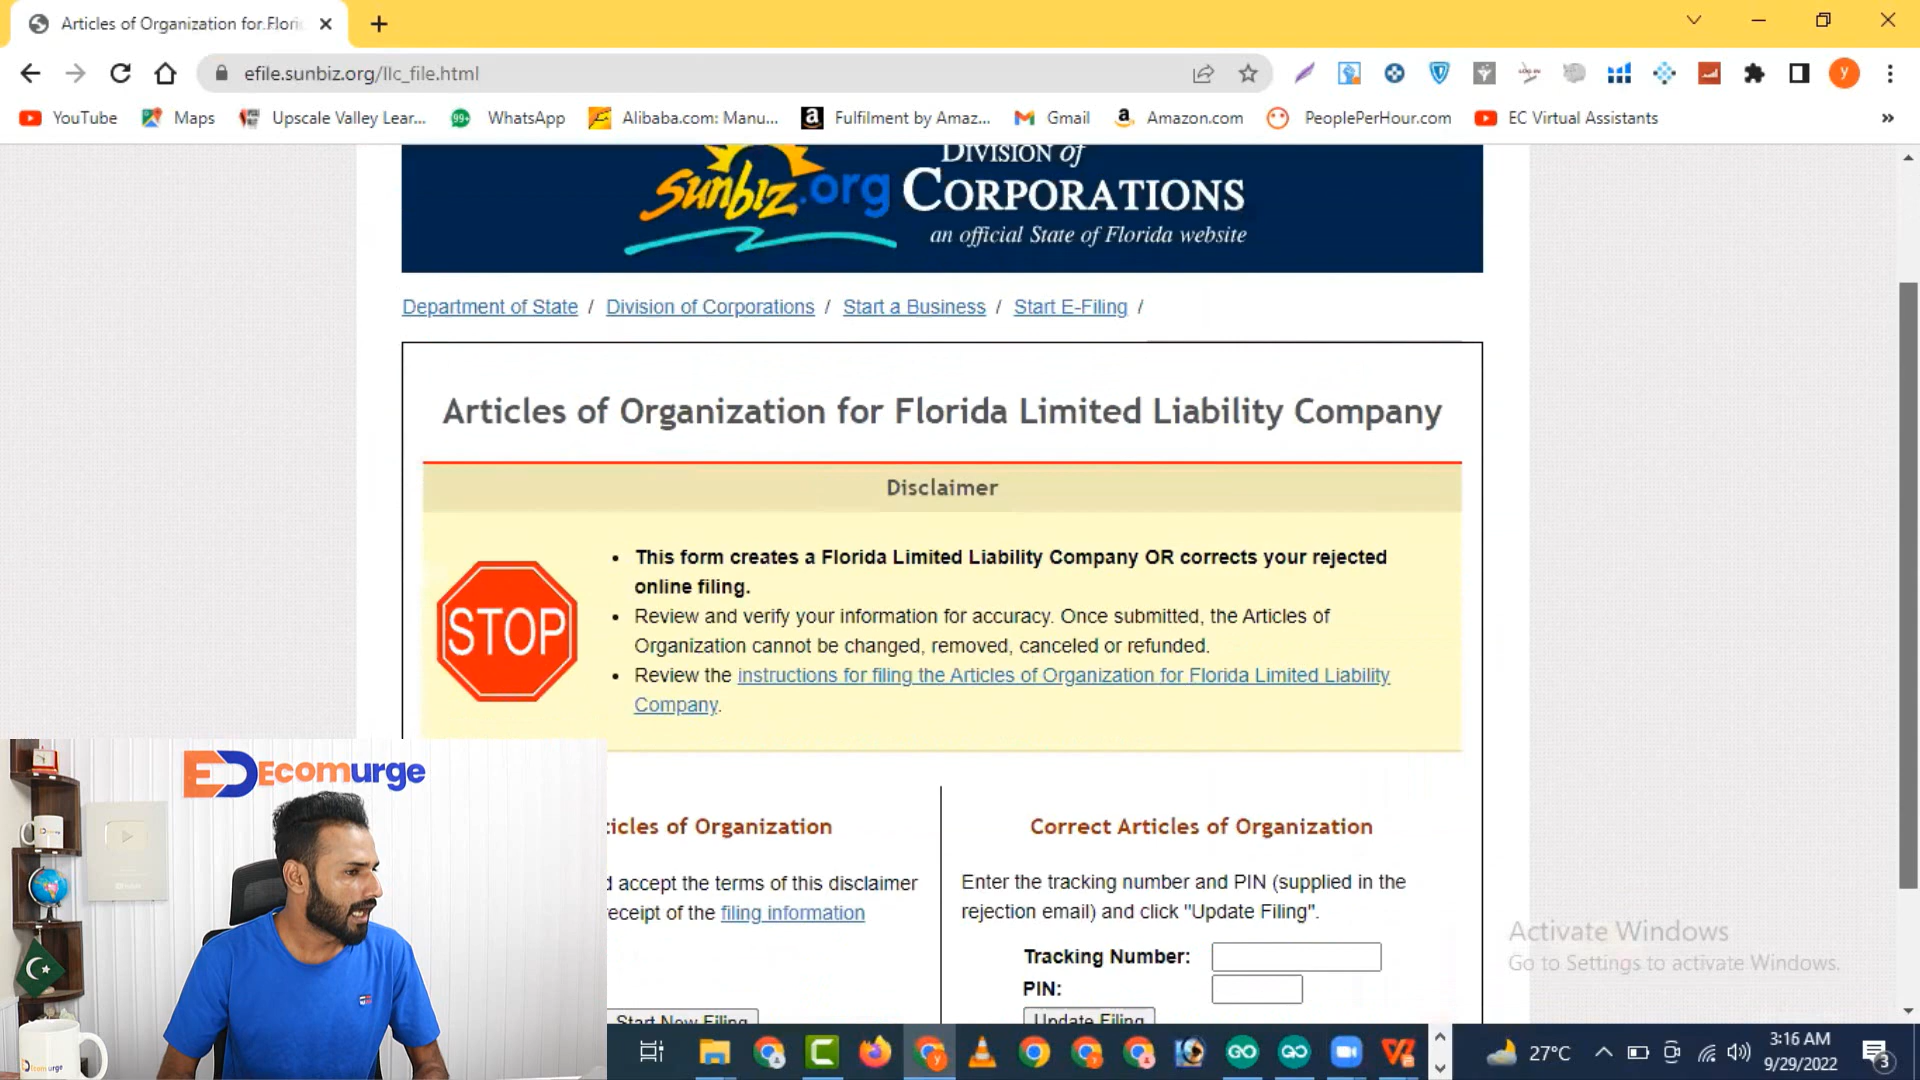 Articles of Organization for Flori
efile.sunbiz.org/llc_file.html
y
YouTube
Maps
Upscale Valley Lear...
99+
WhatsApp
Alibaba.com: Manu...
Fulfilment by Amaz...
Gmail
Amazon.com
PeoplePerHour.com
EC Virtual Assistants
»
sunbiz.org
DIVISION of
CORPORATIONS
an official State of Florida website
Department of State / Division of Corporations / Start a Business / Start E-Filing /
Articles of Organization for Florida Limited Liability Company
Disclaimer
STOP
• This form creates a Florida Limited Liability Company OR corrects your rejected
online filing.
• Review and verify your information for accuracy. Once submitted, the Articles of
Organization cannot be changed, removed, canceled or refunded.
• Review the instructions for filing the Articles of Organization for Florida Limited Liability
Company.
Ecomurge
icles of Organization
accept the terms of this disclaimer
eceipt of the filing information
Start New Filing
Correct Articles of Organization
Enter the tracking number and PIN (supplied in the
rejection email) and click "Update Filing".
Tracking Number:
PIN:
Update Filing
Activate Windows
Go to Settings to activate Windows.
27°C
3:16 AM
9/29/2022
3